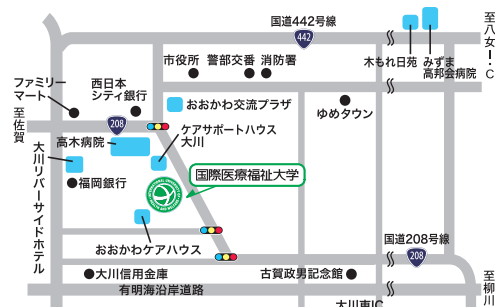 国道442号線
442
至八女I・C
木もれ日苑
みずま
高邦会病院
市役所
警部交番
消防署
ファミリー
マート
西日本
シティ銀行
おおかわ交流プラザ
ゆめタウン
至佐賀
208
高木病院
ケアサポートハウス
大川
福岡銀行
国際医療福祉大学
大川リバーサイドホテル
おおかわケアハウス
国道208号線
208
大川信用金庫
古賀政男記念館
有明海沿岸道路
大川東IC
至柳川